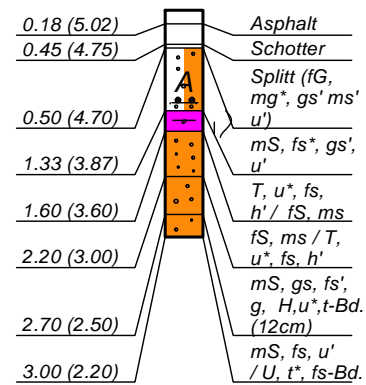 0.18 (5.02)
Asphalt
0.45 (4.75)
Schotter
Splitt (fG,
mg*, gs' ms'
u')
0.50 (4.70)
A
mS, fs*, gs',
u'
1.33 (3.87)
T, u*, fs,
h' / fS, ms
1.60 (3.60)
fS, ms / T,
u*, fs, h'
2.20 (3.00)
mS, gs, fs',
g, H,u*,t-Bd.
(12cm)
2.70 (2.50)
mS, fs, u'
/ U, t*, fs-Bd.
3.00 (2.20)